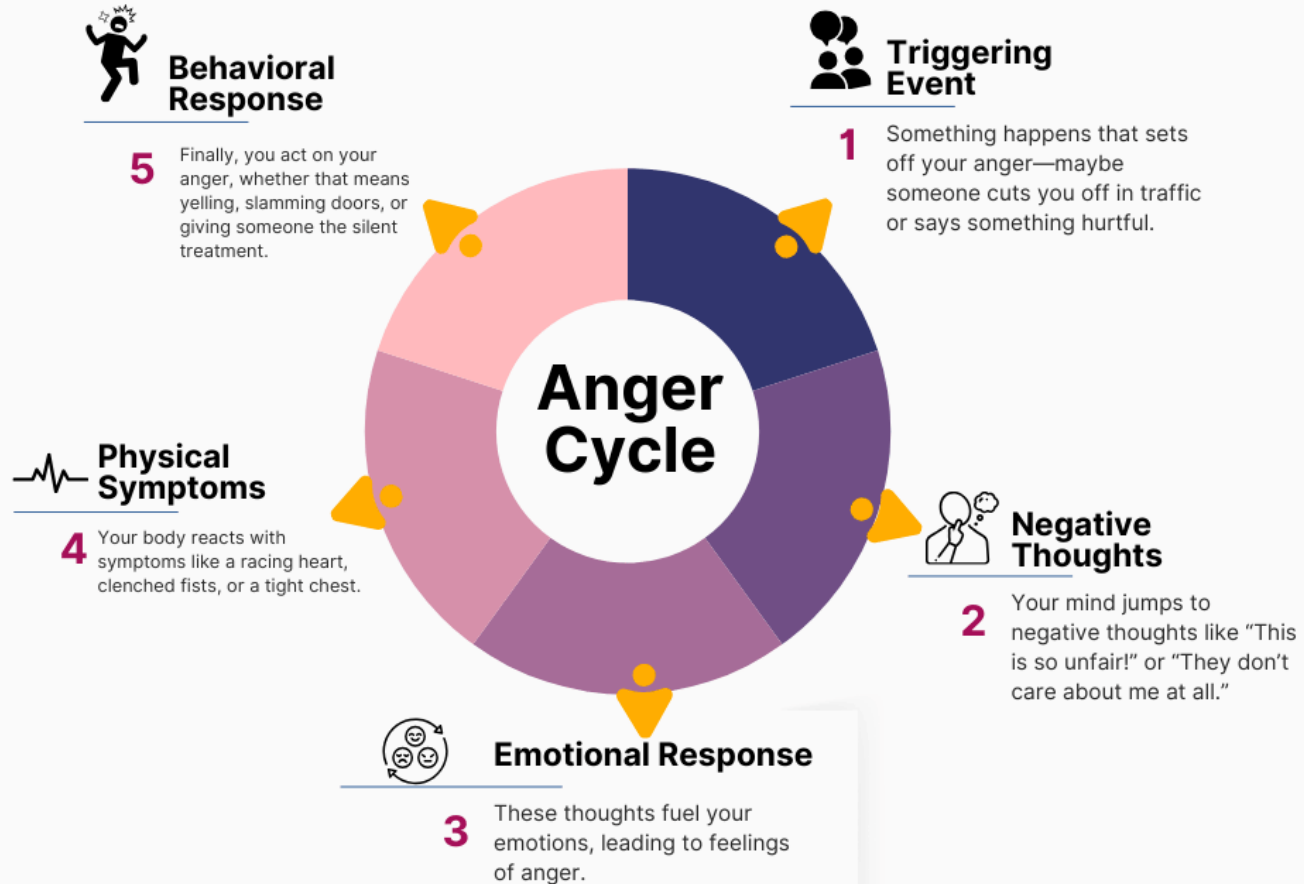 Anger
Cycle
Triggering
Event
1
Something happens that sets
off your anger—maybe
someone cuts you off in traffic
or says something hurtful.
Negative
Thoughts
2
Your mind jumps to
negative thoughts like “This
is so unfair!” or “They don’t
care about me at all.”
Emotional Response
3
These thoughts fuel your
emotions, leading to feelings
of anger.
Physical
Symptoms
4
Your body reacts with
symptoms like a racing heart,
clenched fists, or a tight chest.
Behavioral
Response
5
Finally, you act on your
anger, whether that means
yelling, slamming doors, or
giving someone the silent
treatment.